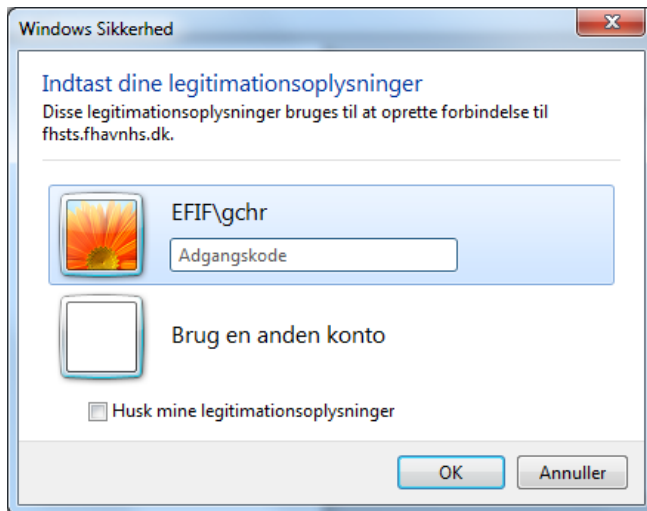 Windows Sikkerhed
Indtast dine legitimationsoplysninger
Disse legitimationsoplysninger bruges til at oprette forbindelse til
fhsts.fhavnhs.dk.
EFIF\gchr
Adgangskode
Brug en anden konto
Husk mine legitimationsoplysninger
OK
Annuller